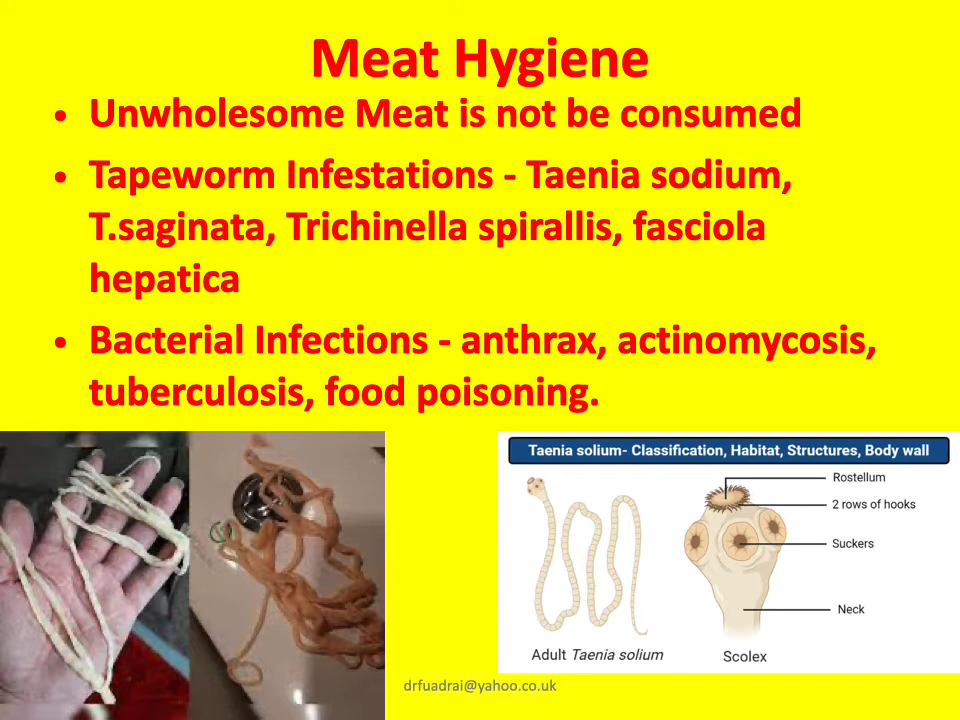 Meat Hygiene
• Unwholesome Meat is not be consumed
• Tapeworm Infestations - Taenia sodium,
T.saginata, Trichinella spirallis, fasciola
hepatica
• Bacterial Infections - anthrax, actinomycosis,
tuberculosis, food poisoning.
Taenia solium- Classification, Habitat, Structures, Body wall
Rostellum
2 rows of hooks
Suckers
Neck
Adult Taenia solium
Scolex
drfuadrai@yahoo.co.uk